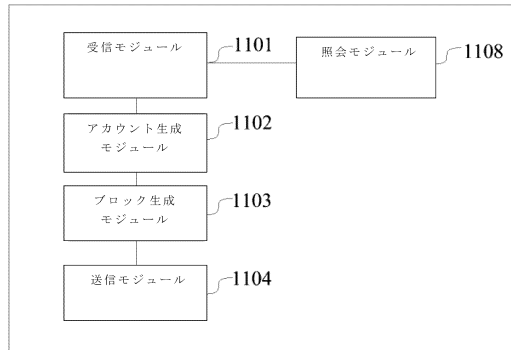 受信モジュール
1101
照会モジュール
1108
アカウント生成
モジュール
1102
ブロック生成
モジュール
1103
送信モジュール
1104